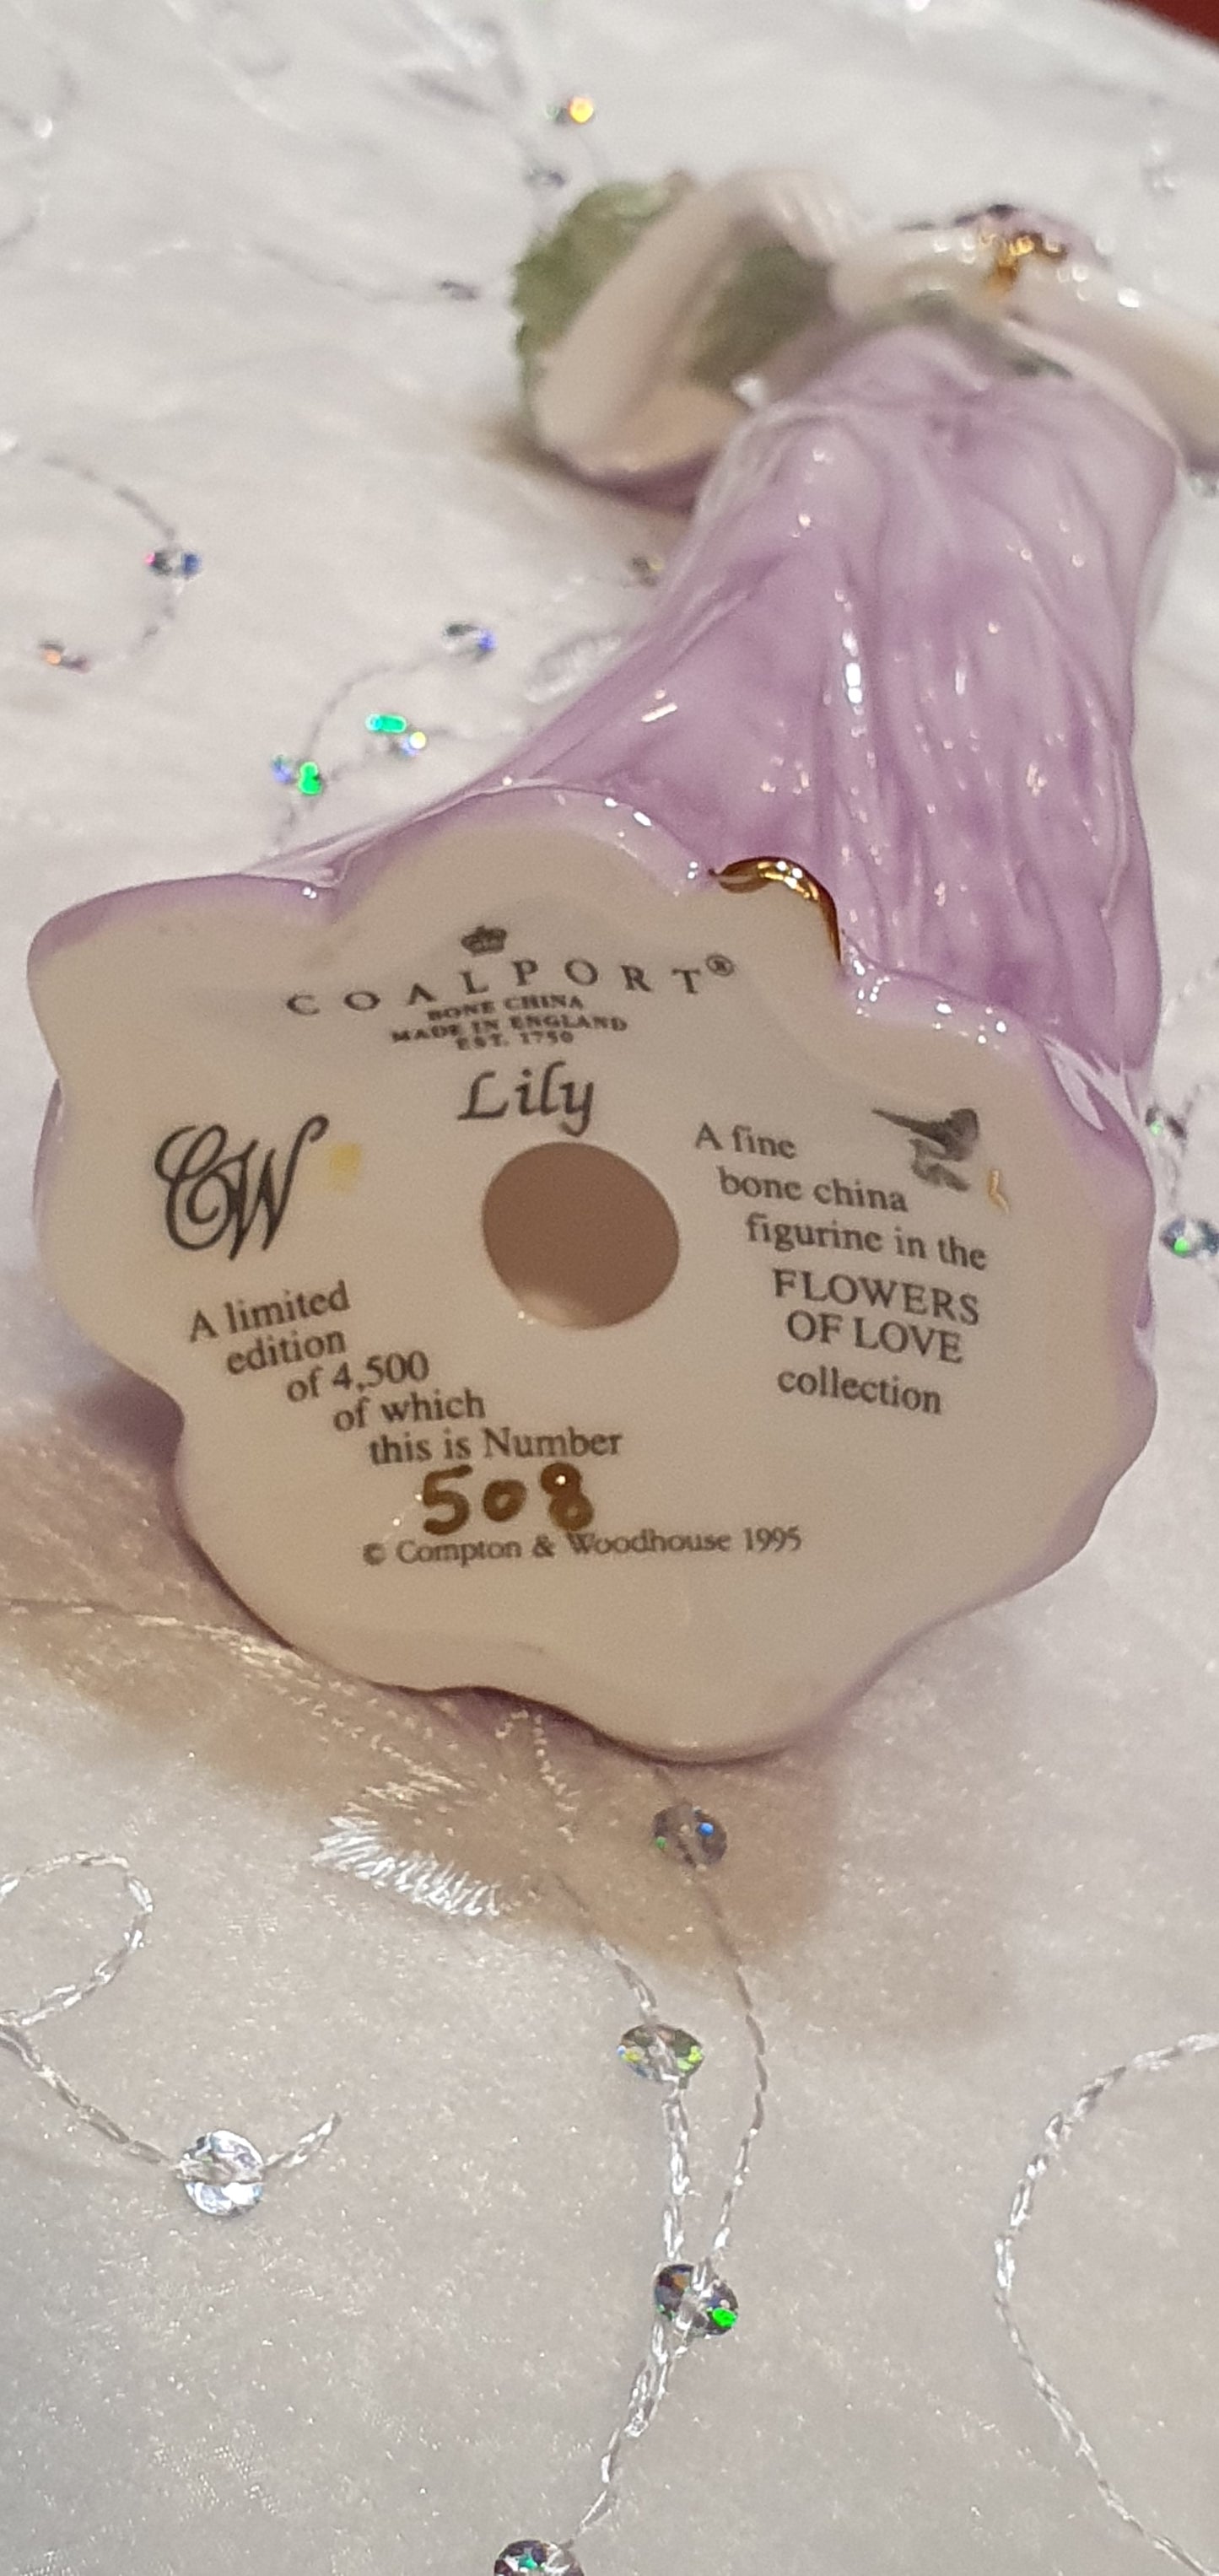 COALPORT®
BONE CHINA
MADE IN ENGLAND
EST. 1750
Lily
CW
A limited
edition
of 4,500
of which
this is Number
508
© Compton & Woodhouse 1995
A fine
bone china
figurine in the
FLOWERS
OF LOVE
collection